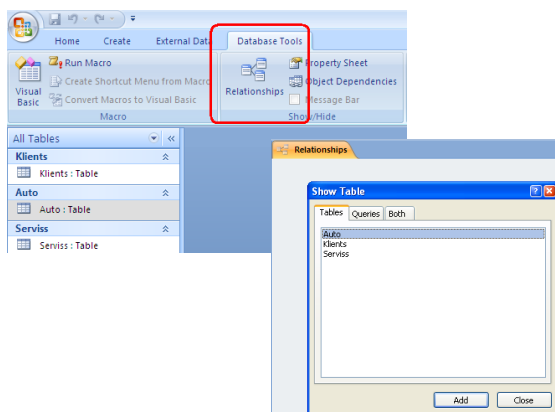 Home Create External Data Database Tools
Run Macro
Create Shortcut Menu from Macro
Convert Macros to Visual Basic
Visual Basic
Macro
Relationships
Property Sheet
Object Dependencies
Message Bar
Show/Hide
All Tables
Klients
Klients : Table
Auto
Auto : Table
Serviss
Serviss : Table
Relationships
Show Table
Tables Queries Both
Auto
Klients
Serviss
Add Close